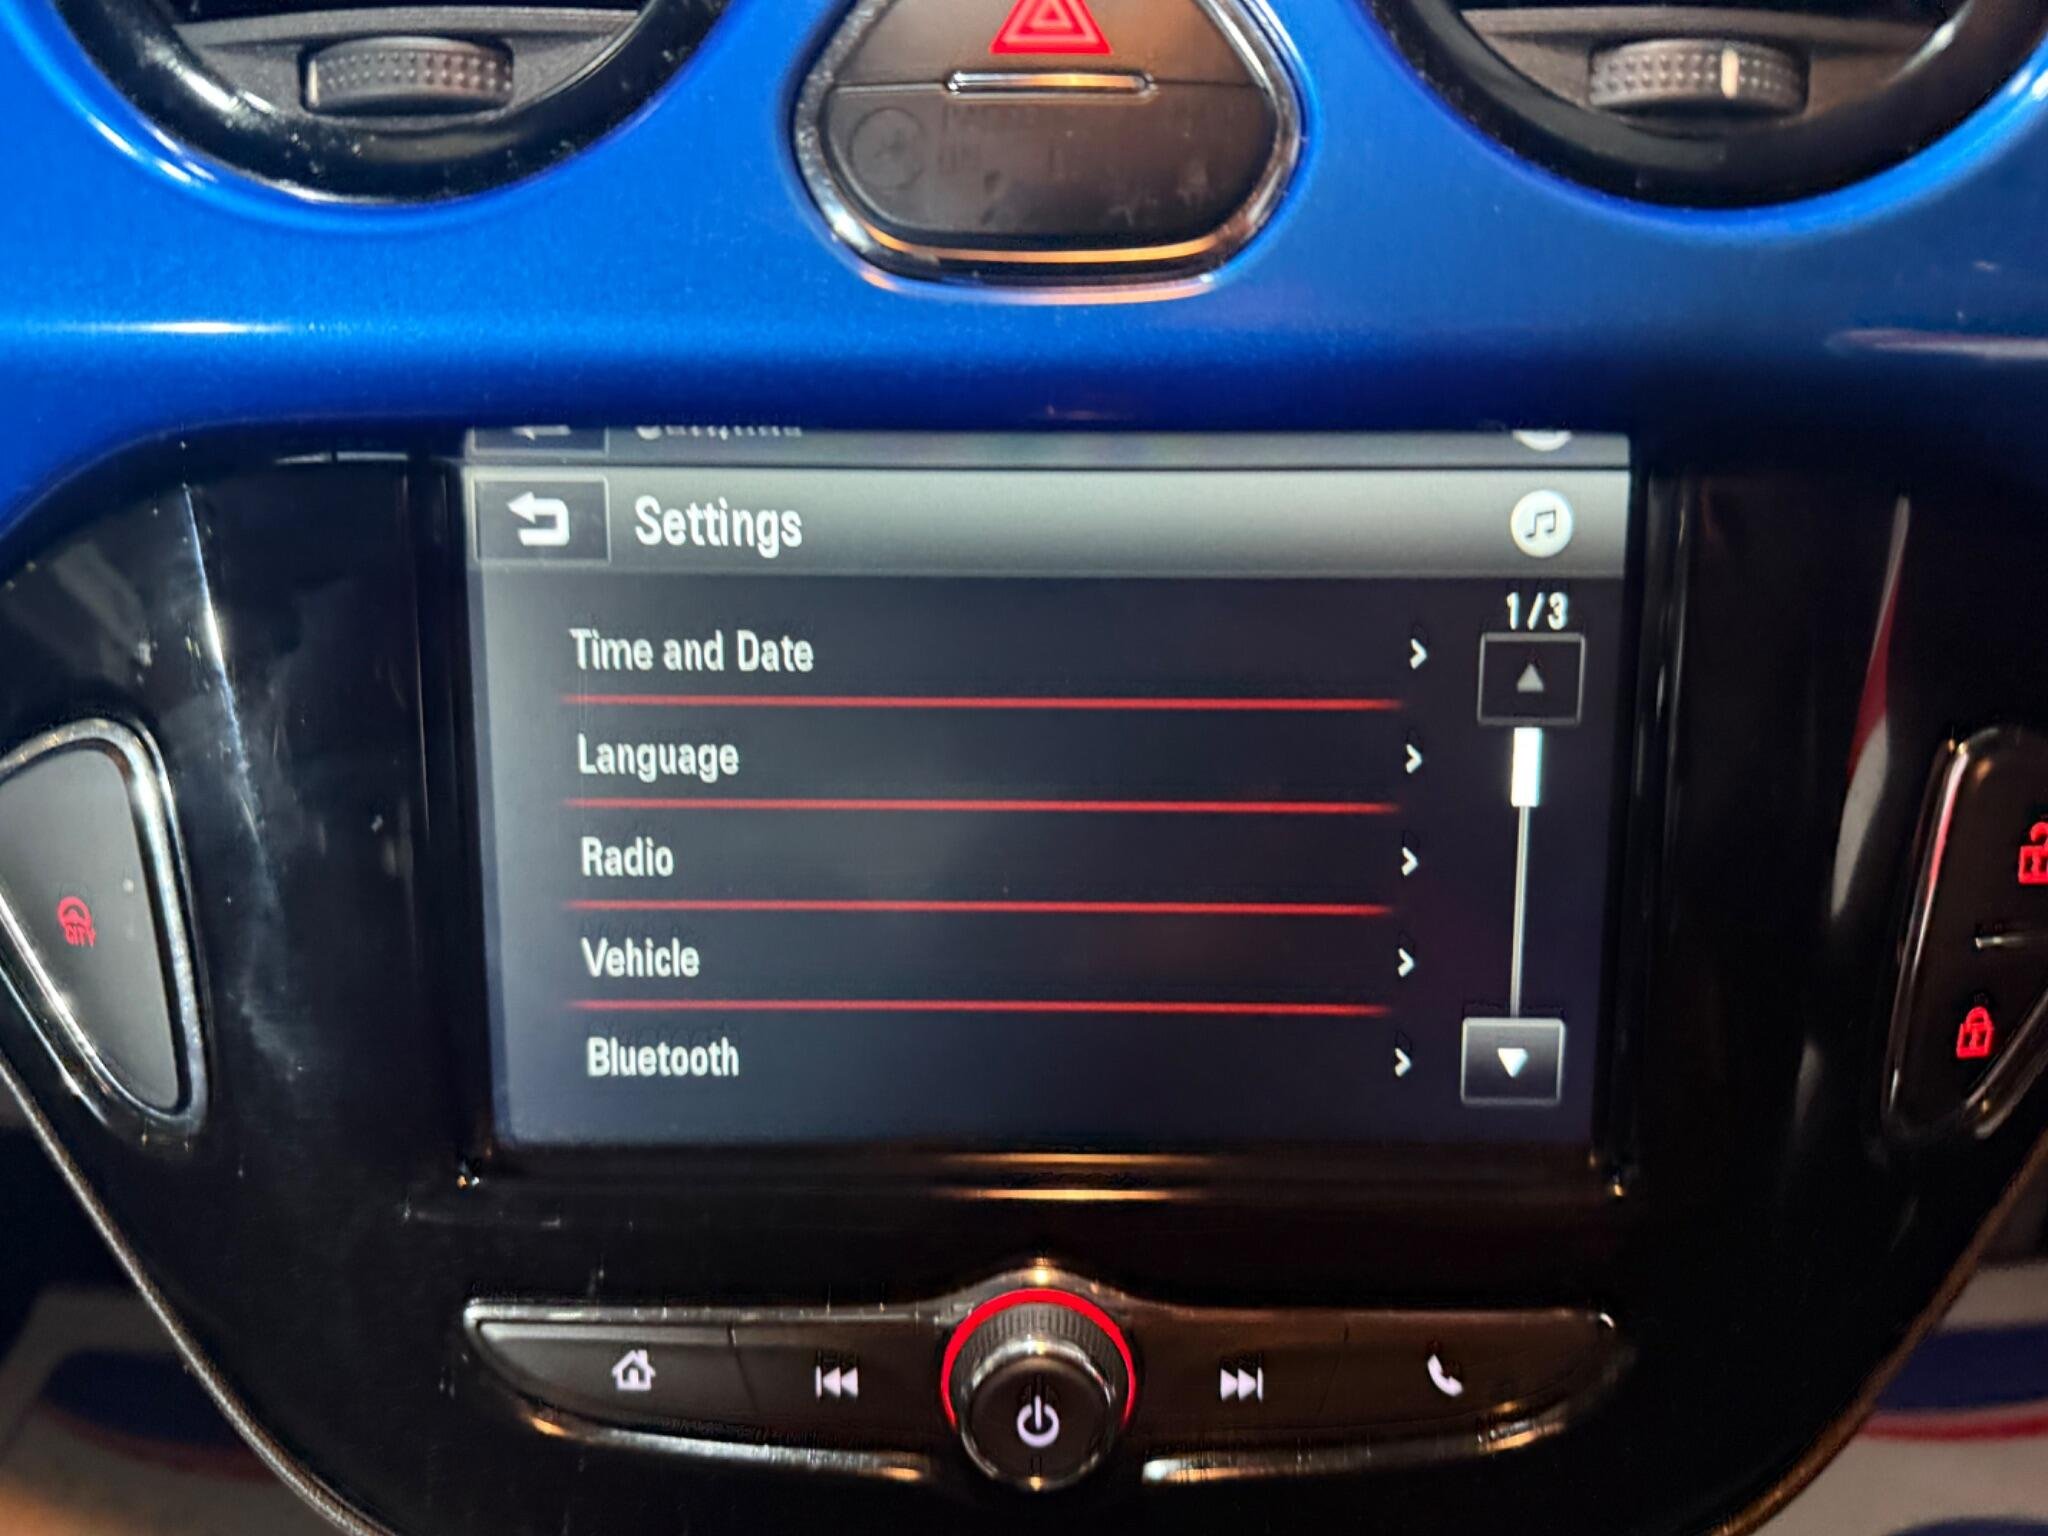 Settings
1/3
Time and Date
Language
Radio
Vehicle
Bluetooth
CITY